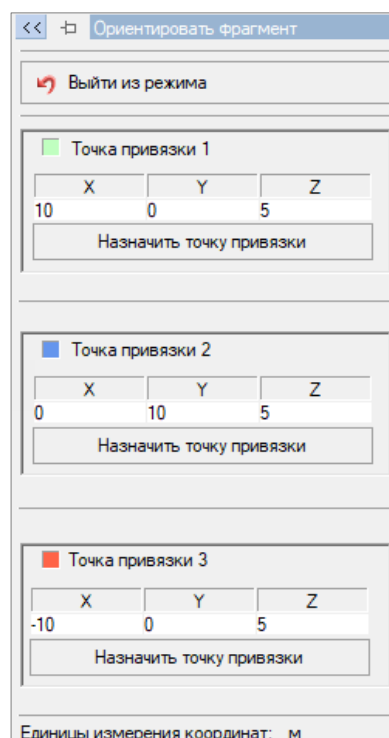 << Ориентировать фрагмент
Выйти из режима
Точка привязки 1
X Y Z
10 0 5
Назначить точку привязки
Точка привязки 2
X Y Z
0 10 5
Назначить точку привязки
Точка привязки 3
X Y Z
-10 0 5
Назначить точку привязки
Единицы измерения координат: м